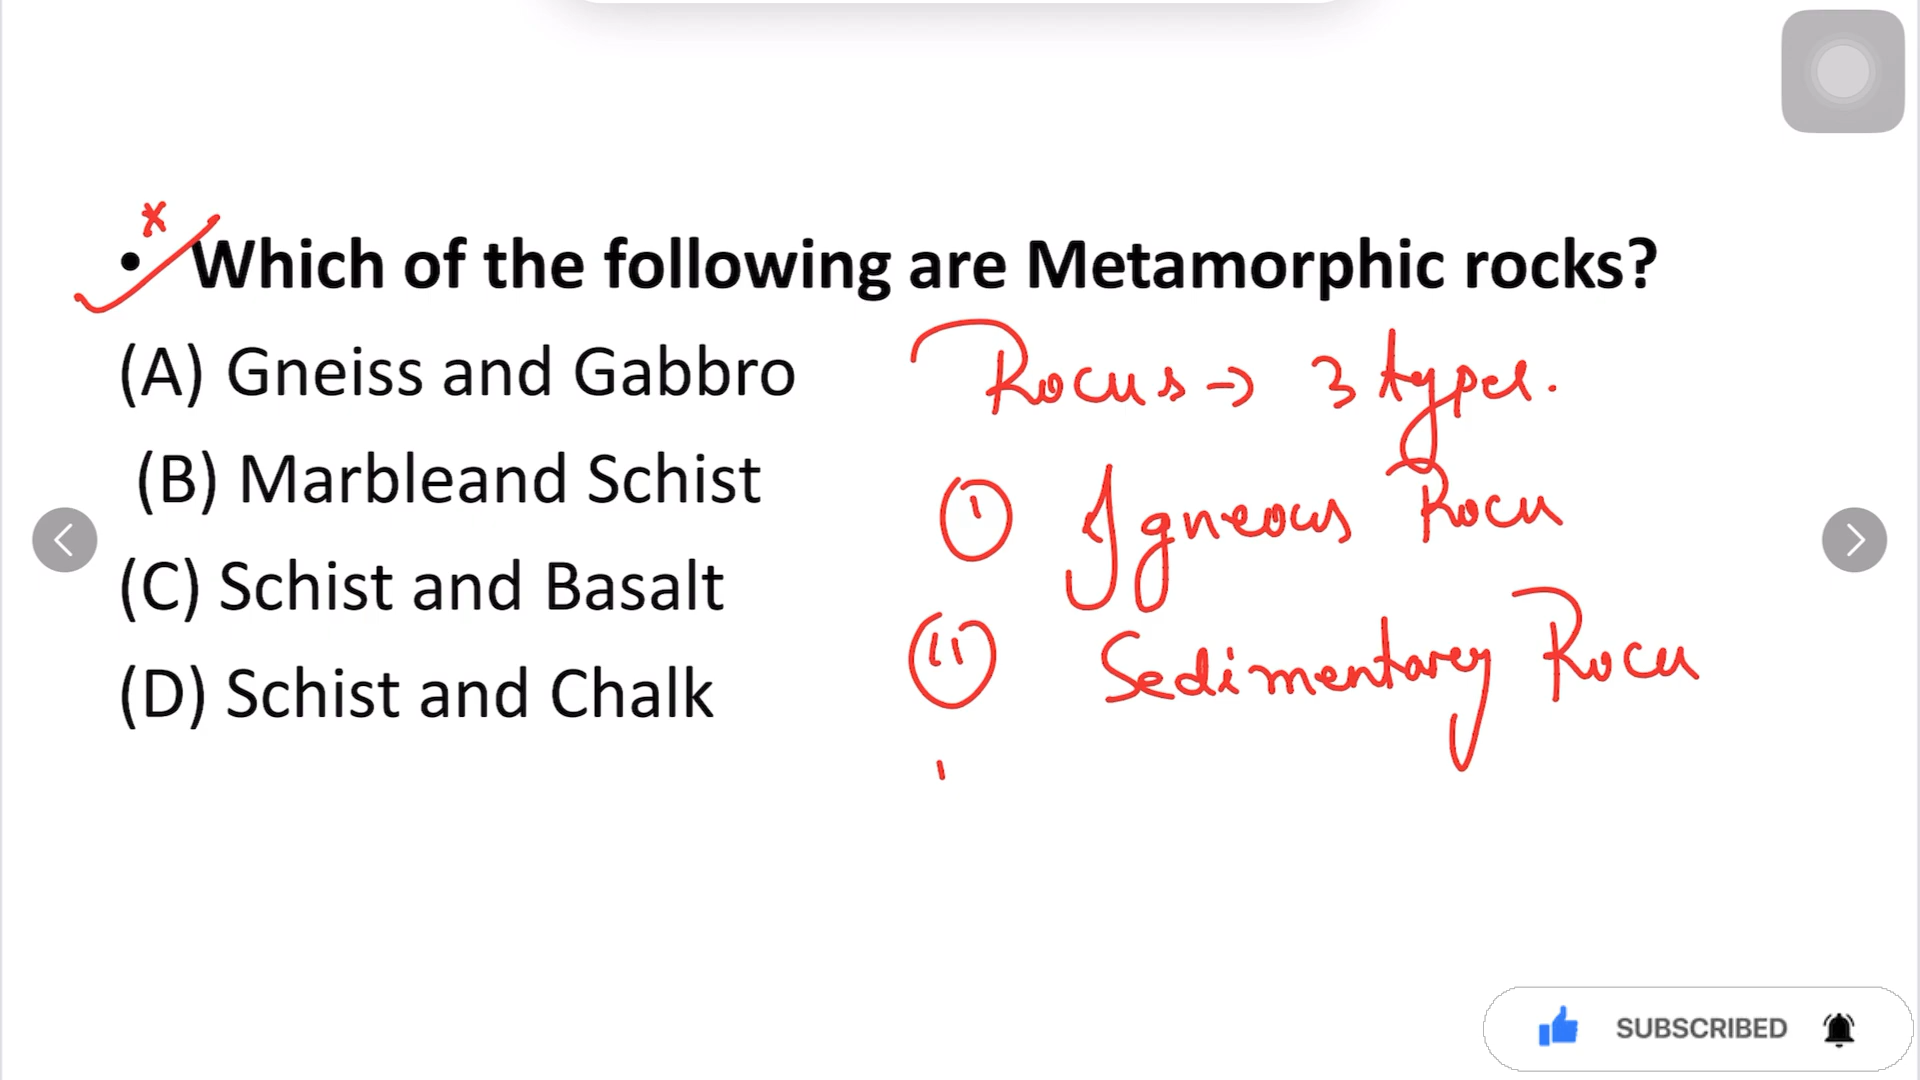 • Which of the following are Metamorphic rocks?
(A) Gneiss and Gabbro
(B) Marbleand Schist
(C) Schist and Basalt
(D) Schist and Chalk
Rocks → 3 types.
(i) Igneous Rock
(ii) Sedimentary Rock
SUBSCRIBED